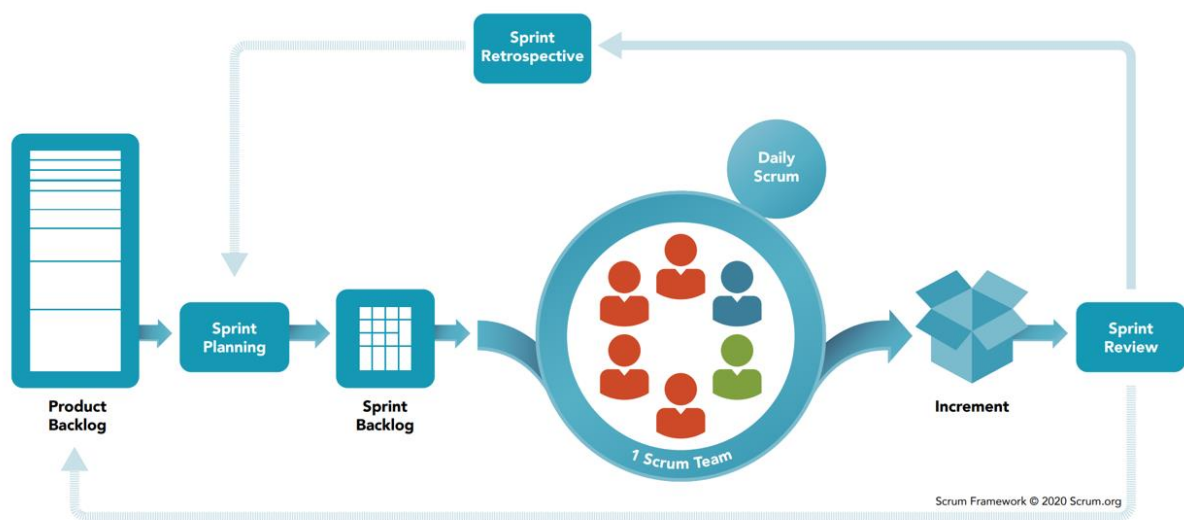 Sprint
Retrospective
Daily
Scrum
Sprint
Planning
Sprint
Review
Product
Backlog
Sprint
Backlog
1 Scrum Team
Increment
Scrum Framework © 2020 Scrum.org